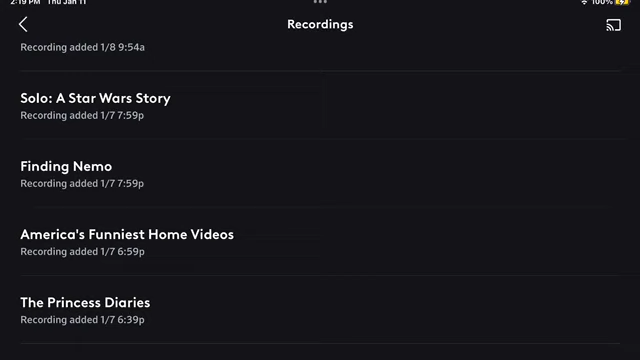 2:19 PM Thu Jan 11
100%
Recordings
Recording added 1/8 9:54a
Solo: A Star Wars Story
Recording added 1/7 7:59p
Finding Nemo
Recording added 1/7 7:59p
America's Funniest Home Videos
Recording added 1/7 6:59p
The Princess Diaries
Recording added 1/7 6:39p